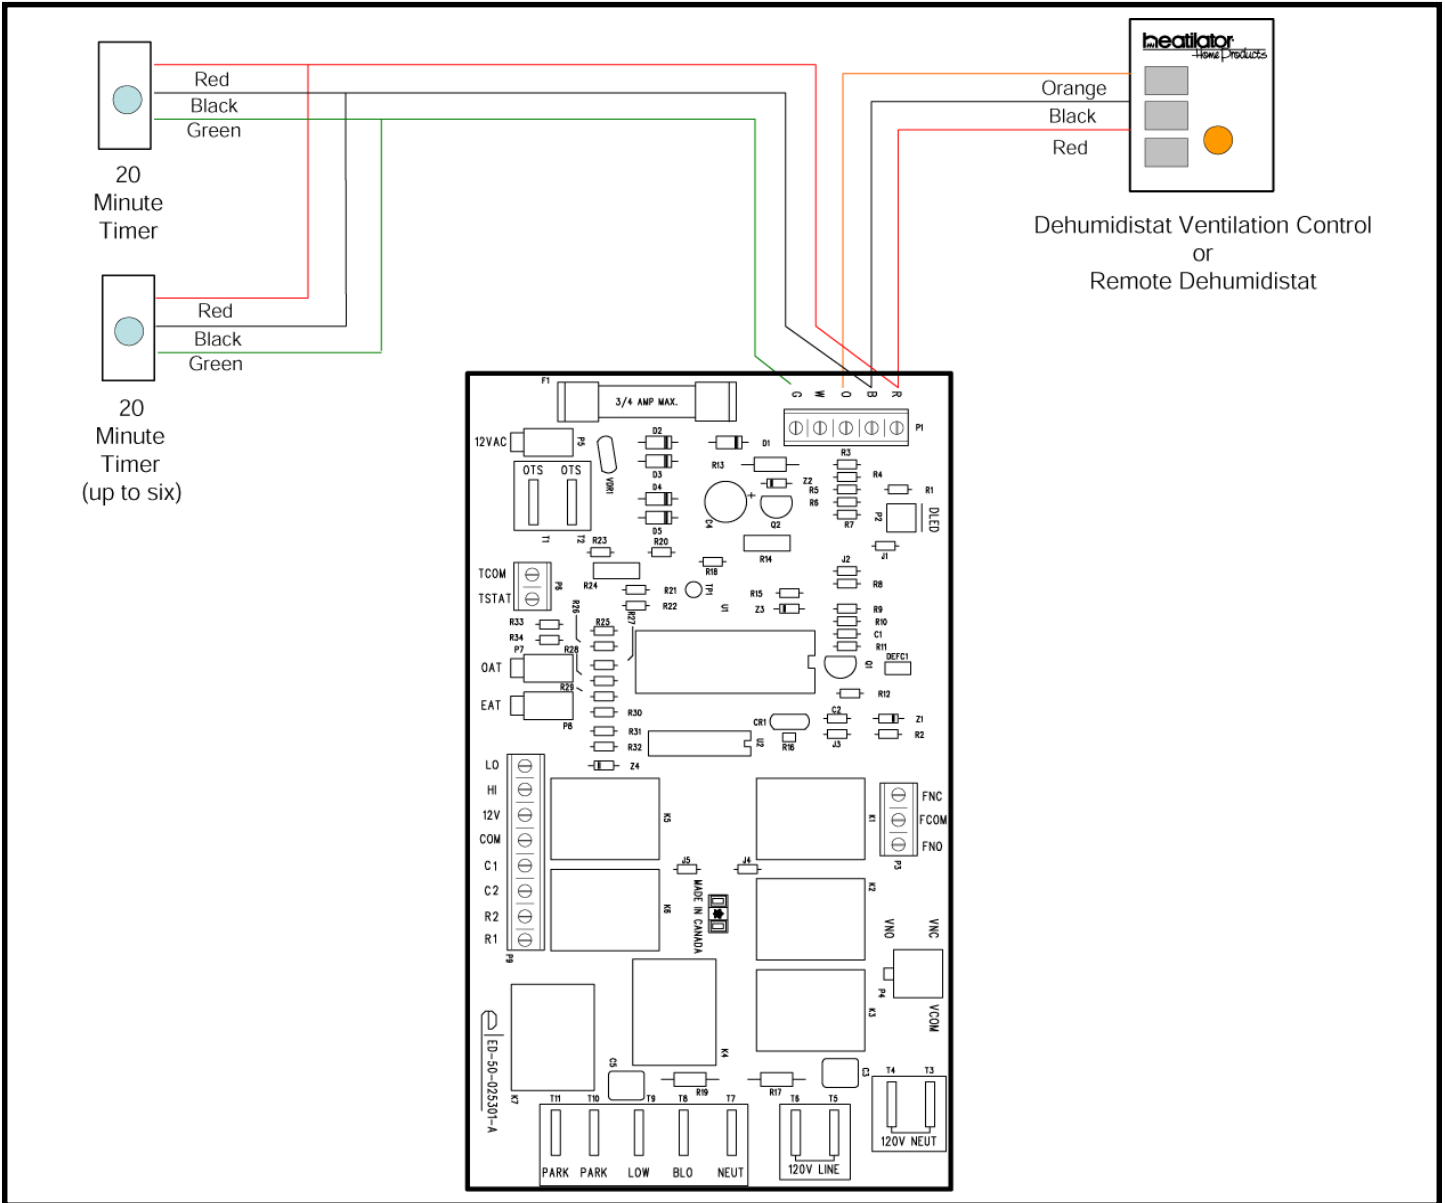 heatilator
Home Products
Red
Black
Green
20
Minute
Timer
Orange
Black
Red
Dehumidistat Ventilation Control
or
Remote Dehumidistat
Red
Black
Green
20
Minute
Timer
(up to six)
F1
3/4 AMP MAX.
G W O B R
P1
12VAC
P5
OTS OTS
T1 T2
VDR1
D2
D3
D4
D5
D1
R13
Z2
C4
+
Q2
R14
R3
R4
R5
R6
R7
R1
P2
DLED
J1
R23
R20
R18
R24
R21
TP1
R22
U1
R15
Z3
J2
R8
R9
R10
C1
R11
Q1
DEFC1
R12
TCOM
TSTAT
P6
R33
R34
P7
OAT
EAT
P8
R26
R25
R27
R28
R29
R30
R31
R32
Z4
U2
CR1
R16
C2
J3
Z1
R2
LO
HI
12V
COM
C1
C2
R2
R1
P9
K5
K6
K1
K2
K3
J5
J4
MADE IN CANADA
FNC
FCOM
FNO
P3
VNO
VNC
P4
VCOM
e
ED-50-025301-A
K7
C5
K4
R19
R17
C3
T4 T3
120V NEUT
T11 T10 T9 T8 T7
PARK PARK LOW BLO NEUT
T6 T5
120V LINE